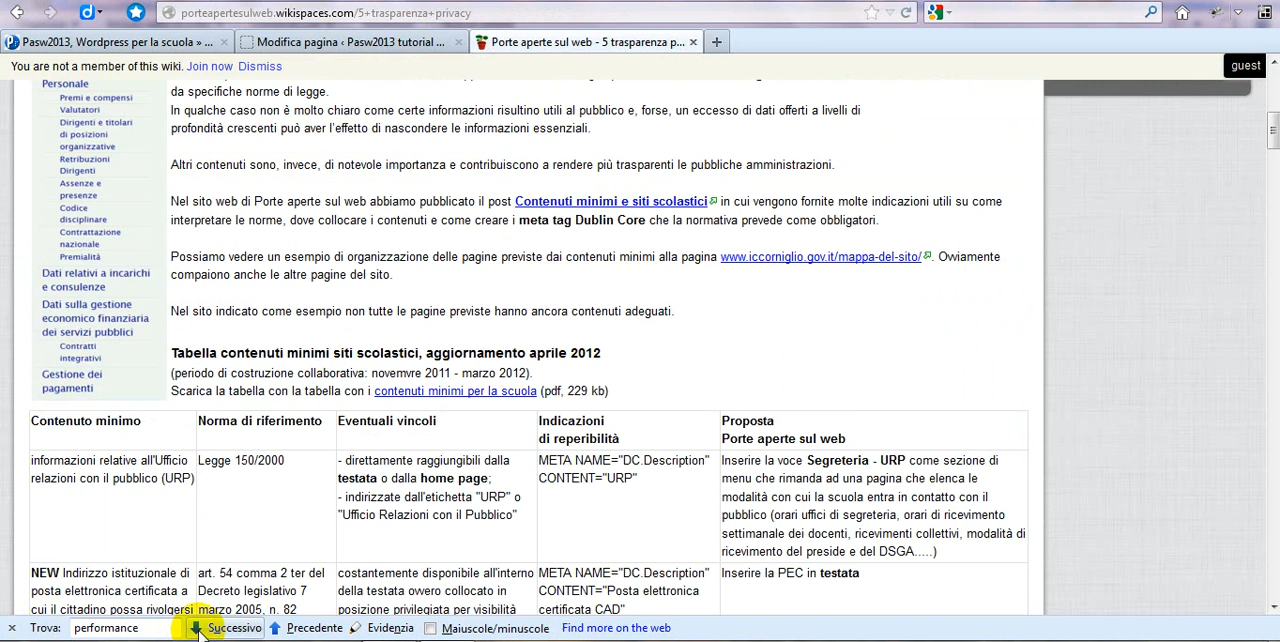 porteapertesulweb.wikispaces.com/5+trasparenza+privacy
Pasw2013, Wordpress per la scuola » ...
Modifica pagina ‹ Pasw2013 tutorial ...
Porte aperte sul web - 5 trasparenza p...
You are not a member of this wiki. Join now Dismiss
guest
Personale
Premi e compensi
Valutatori
Dirigenti e titolari
di posizioni
organizzative
Retribuzioni
Dirigenti
Assenze e
presenze
Codice
disciplinare
Contrattazione
nazionale
Premialità
Dati relativi a incarichi
e consulenze
Dati sulla gestione
economico finanziaria
dei servizi pubblici
Contratti
integrativi
Gestione dei
pagamenti
da specifiche norme di legge.
In qualche caso non è molto chiaro come certe informazioni risultino utili al pubblico e, forse, un eccesso di dati offerti a livelli di
profondità crescenti può aver l'effetto di nascondere le informazioni essenziali.
Altri contenuti sono, invece, di notevole importanza e contribuiscono a rendere più trasparenti le pubbliche amministrazioni.
Nel sito web di Porte aperte sul web abbiamo pubblicato il post Contenuti minimi e siti scolastici in cui vengono fornite molte indicazioni utili su come
interpretare le norme, dove collocare i contenuti e come creare i meta tag Dublin Core che la normativa prevede come obbligatori.
Possiamo vedere un esempio di organizzazione delle pagine previste dai contenuti minimi alla pagina www.iccorniglio.gov.it/mappa-del-sito/. Ovviamente
compaiono anche le altre pagine del sito.
Nel sito indicato come esempio non tutte le pagine previste hanno ancora contenuti adeguati.
Tabella contenuti minimi siti scolastici, aggiornamento aprile 2012
(periodo di costruzione collaborativa: novemvre 2011 - marzo 2012).
Scarica la tabella con la tabella con i contenuti minimi per la scuola (pdf, 229 kb)
Contenuto minimo
Norma di riferimento
Eventuali vincoli
Indicazioni
di reperibilità
Proposta
Porte aperte sul web
informazioni relative all'Ufficio
relazioni con il pubblico (URP)
Legge 150/2000
- direttamente raggiungibili dalla
testata o dalla home page;
- indirizzate dall'etichetta "URP" o
"Ufficio Relazioni con il Pubblico"
META NAME="DC.Description"
CONTENT="URP"
Inserire la voce Segreteria - URP come sezione di
menu che rimanda ad una pagina che elenca le
modalità con cui la scuola entra in contatto con il
pubblico (orari uffici di segreteria, orari di ricevimento
settimanale dei docenti, ricevimenti collettivi, modalità di
ricevimento del preside e del DSGA.....)
NEW Indirizzo istituzionale di
posta elettronica certificata a
cui il cittadino possa rivolgersi
art. 54 comma 2 ter del
Decreto legislativo 7
marzo 2005, n. 82
costantemente disponibile all'interno
della testata ovvero collocato in
posizione privilegiata per visibilità
META NAME="DC.Description"
CONTENT="Posta elettronica
certificata CAD"
Inserire la PEC in testata
Trova: performance Successivo Precedente Evidenzia Maiuscole/minuscole Find more on the web